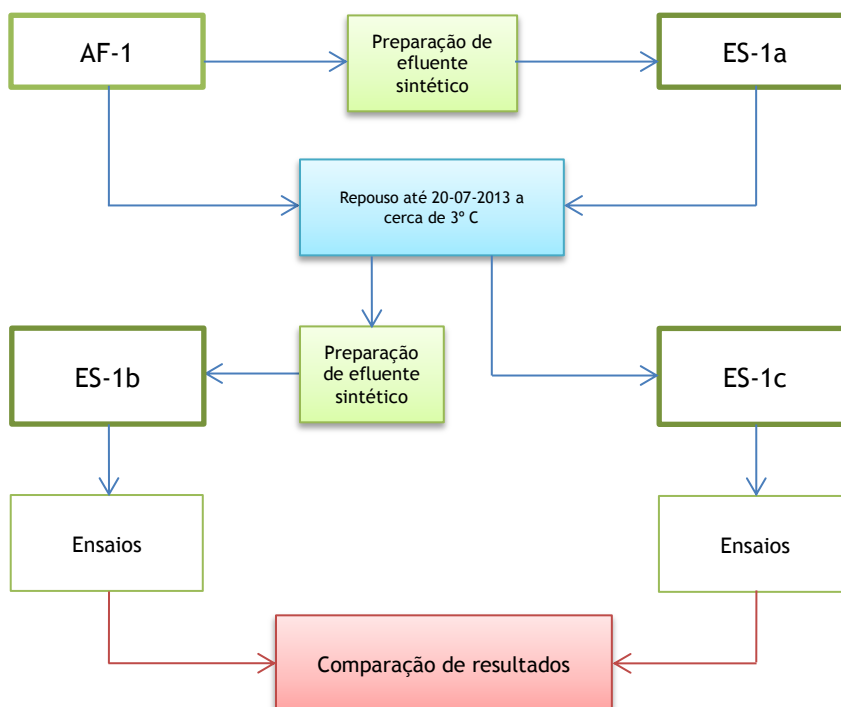 AF-1
Preparação de
efluente
sintético
ES-1a
Repouso até 20-07-2013 a
cerca de 3º C
ES-1b
Preparação
de efluente
sintético
ES-1c
Ensaios
Ensaios
Comparação de resultados